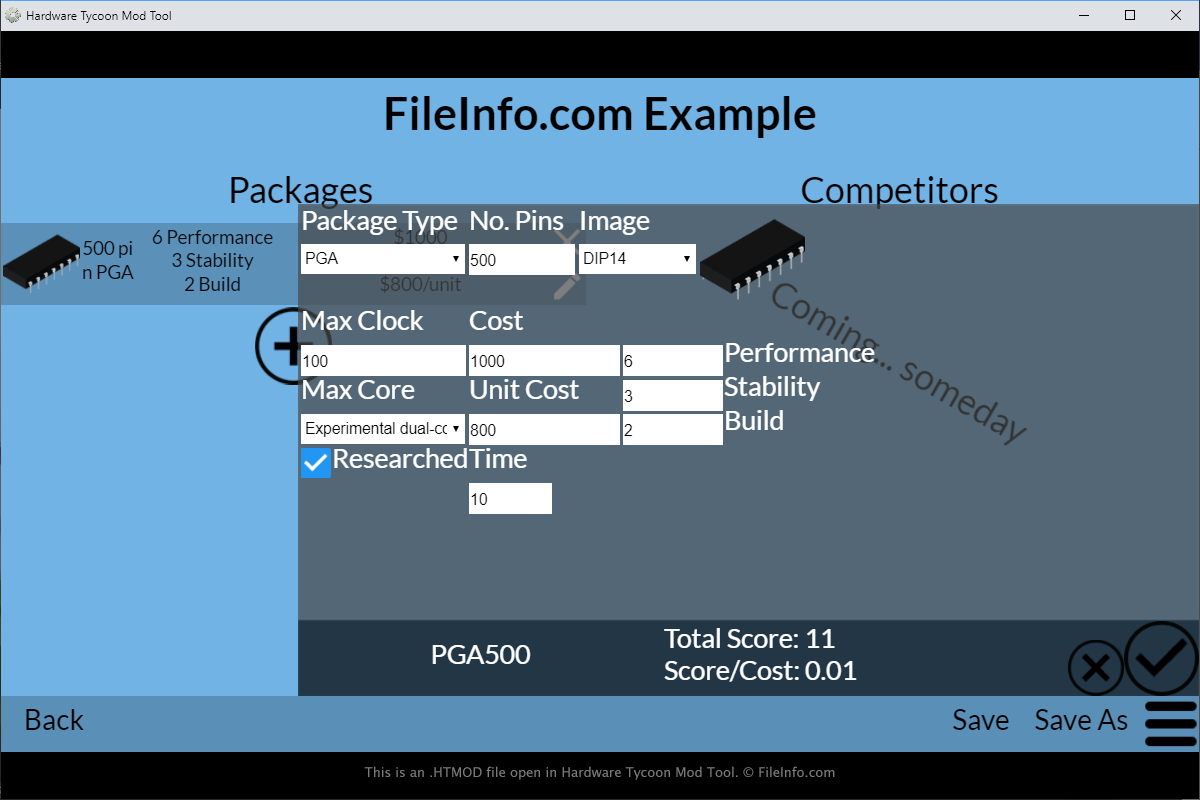 Hardware Tycoon Mod Tool
FileInfo.com Example
Packages
Competitors
500 pi
n PGA
6 Performance
3 Stability
2 Build
$1000
$800/unit
Package Type
No. Pins
Image
PGA
500
DIP14
Coming... someday
Max Clock
Cost
100
1000
6
Performance
Max Core
Unit Cost
3
Stability
Experimental dual-cc
800
2
Build
Researched
Time
10
PGA500
Total Score: 11
Score/Cost: 0.01
Back
Save
Save As
This is an .HTMOD file open in Hardware Tycoon Mod Tool. © FileInfo.com